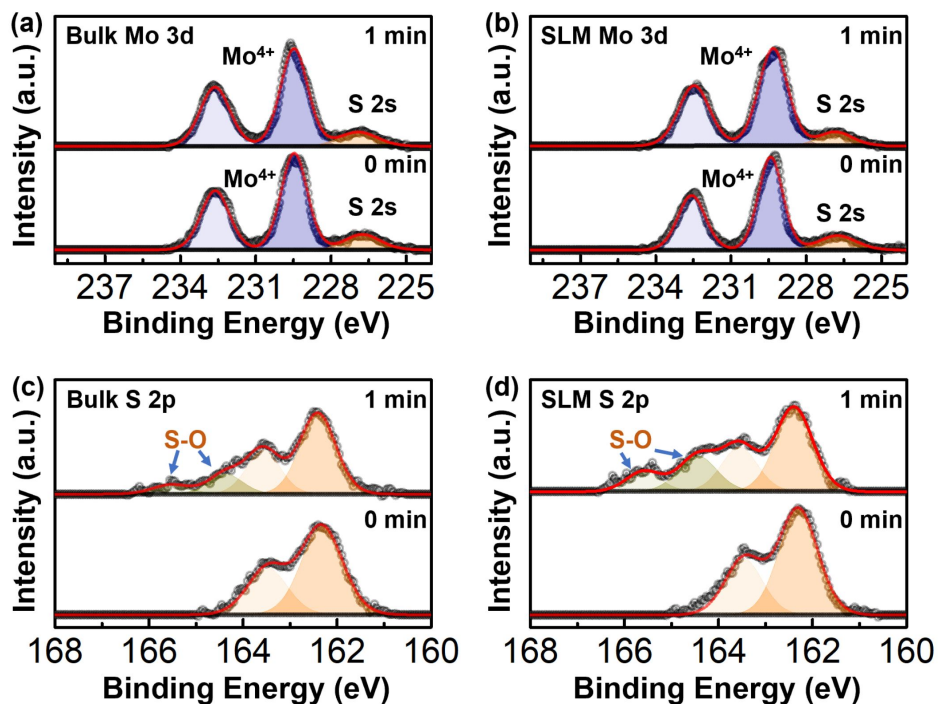 (a)
Bulk Mo 3d
1 min
Mo4+
S 2s
0 min
Mo4+
S 2s
Intensity (a.u.)
237 234 231 228 225
Binding Energy (eV)
(b)
SLM Mo 3d
1 min
Mo4+
S 2s
0 min
Mo4+
S 2s
Intensity (a.u.)
237 234 231 228 225
Binding Energy (eV)
(c)
Bulk S 2p
1 min
S-O
0 min
Intensity (a.u.)
168 166 164 162 160
Binding Energy (eV)
(d)
SLM S 2p
1 min
S-O
0 min
Intensity (a.u.)
168 166 164 162 160
Binding Energy (eV)